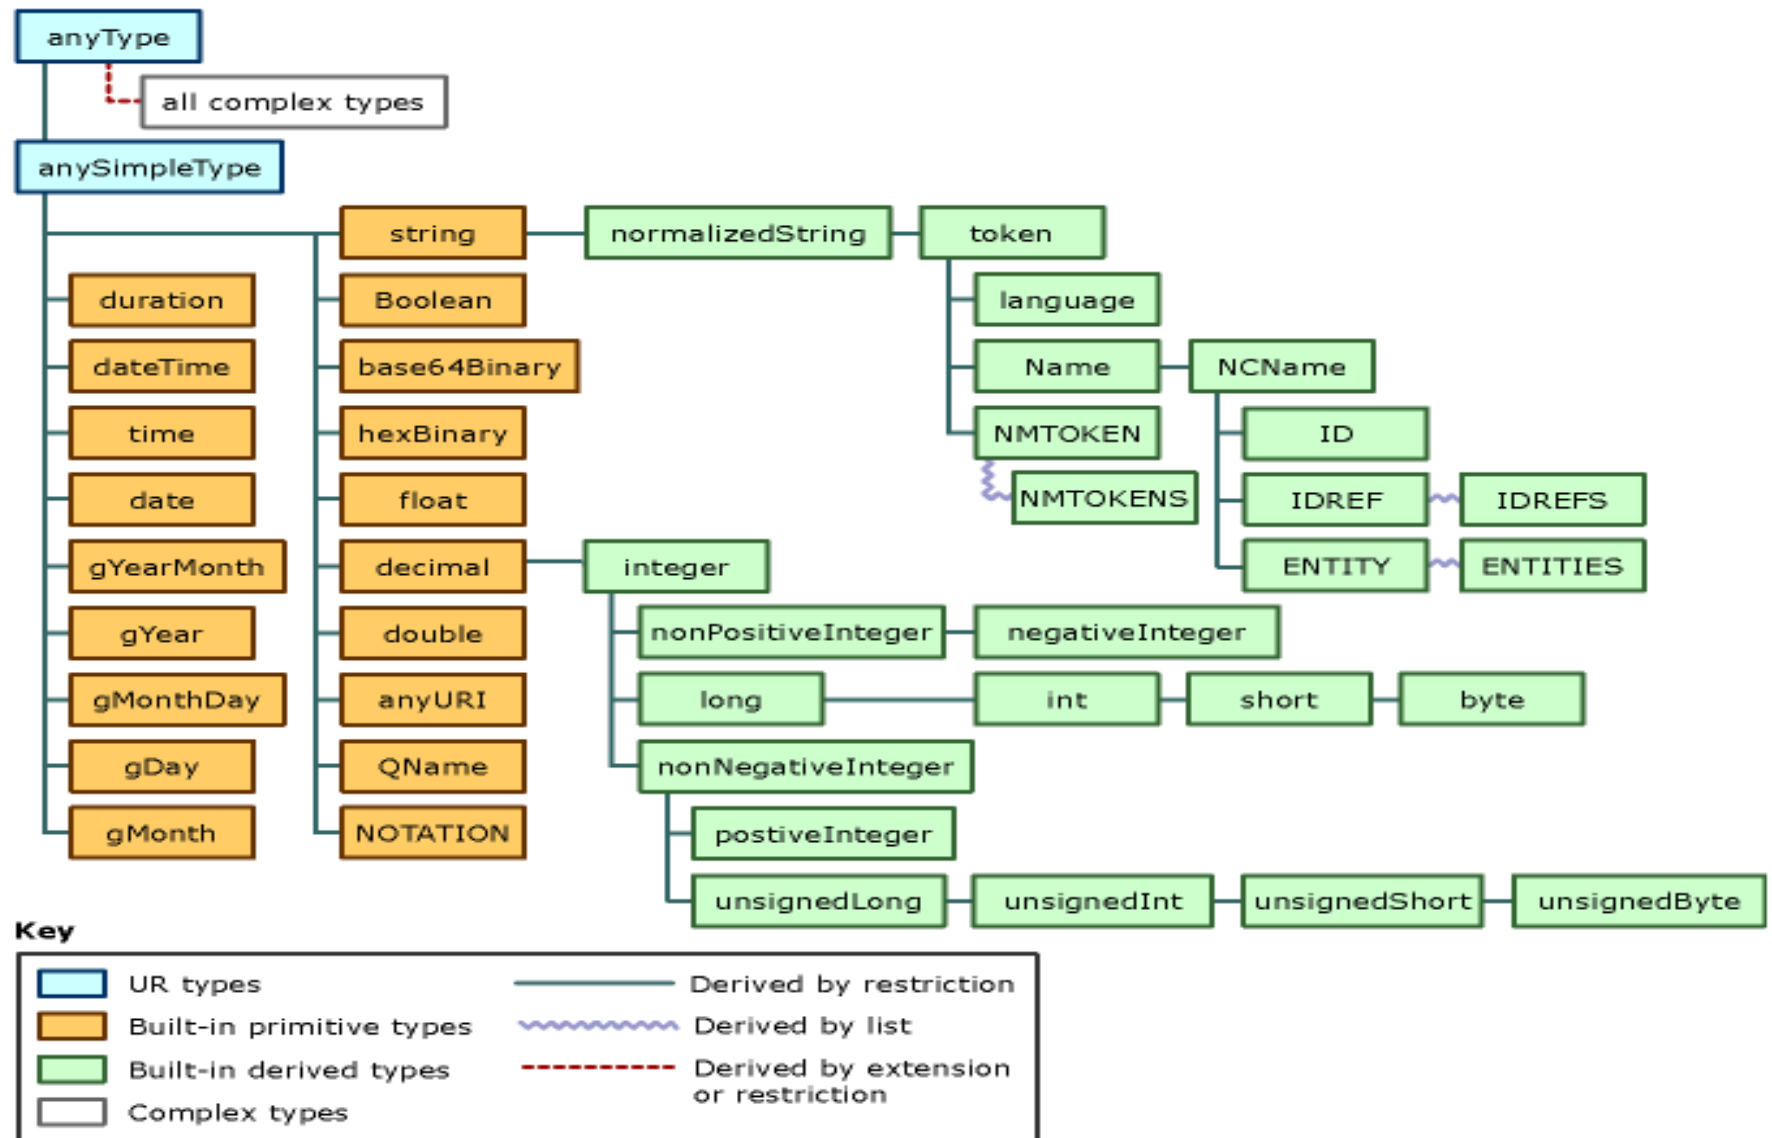 anyType
all complex types
anySimpleType
string normalizedString token
duration Boolean language
dateTime base64Binary Name NCName
time hexBinary NMTOKEN ID
date float NMTOKENS IDREF IDREFS
gYearMonth decimal integer ENTITY ENTITIES
gYear double nonPositiveInteger negativeInteger
gMonthDay anyURI long int short byte
gDay QName nonNegativeInteger
gMonth NOTATION postiveInteger
unsignedLong unsignedInt unsignedShort unsignedByte
Key
UR types Derived by restriction
Built-in primitive types Derived by list
Built-in derived types Derived by extension
or restriction
Complex types